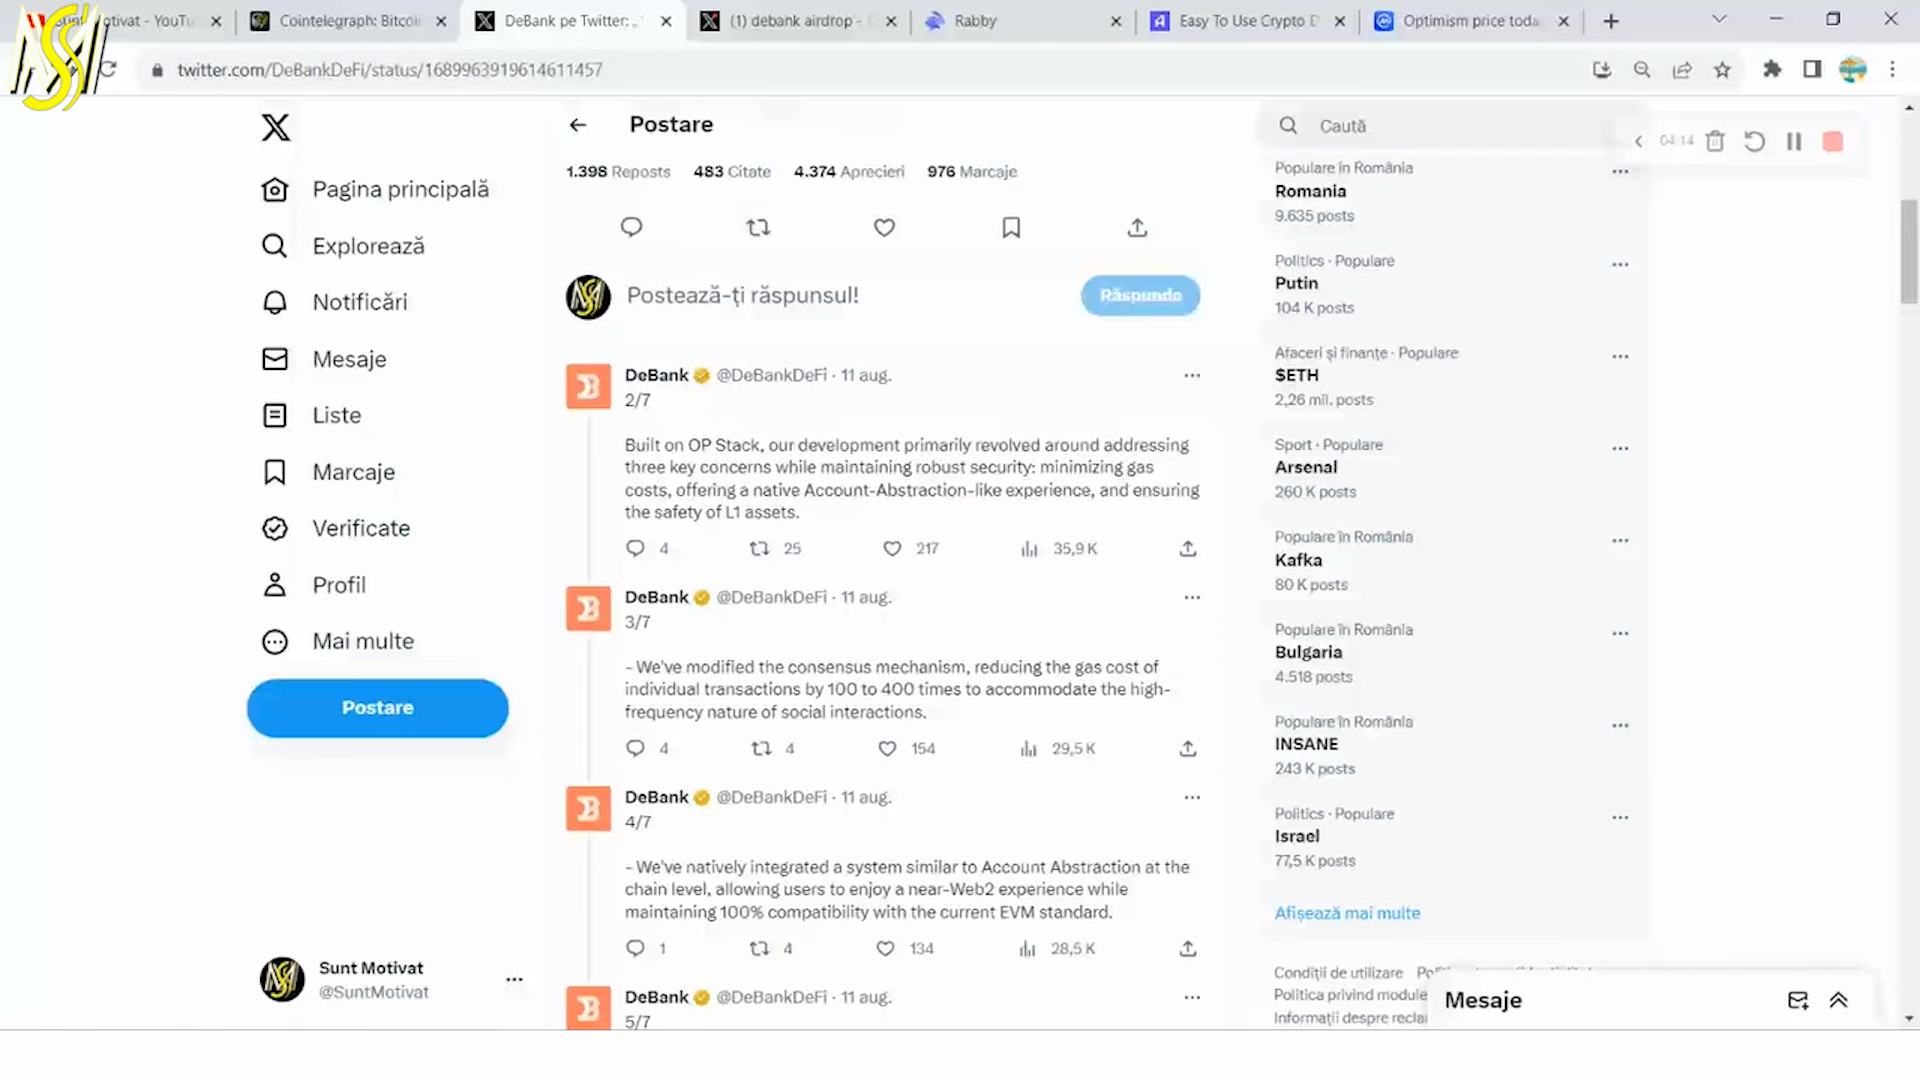 Sunt Motivat - YouTu
Cointelegraph: Bitcoi
DeBank pe Twitter: „
(1) debank airdrop -
Rabby
Easy To Use Crypto D
Optimism price toda
twitter.com/DeBankDeFi/status/1689963919614611457
Postare
Caută
04:14
1.398 Reposts 483 Citate 4.374 Aprecieri 976 Marcaje
Pagina principală
Explorează
Notificări
Mesaje
Liste
Marcaje
Verificate
Profil
Mai multe
Postare
Sunt Motivat
@SuntMotivat
Postează-ți răspunsul!
Răspundo
DeBank @DeBankDeFi · 11 aug.
2/7
Built on OP Stack, our development primarily revolved around addressing
three key concerns while maintaining robust security: minimizing gas
costs, offering a native Account-Abstraction-like experience, and ensuring
the safety of L1 assets.
4 25 217 35,9 K
DeBank @DeBankDeFi · 11 aug.
3/7
- We've modified the consensus mechanism, reducing the gas cost of
individual transactions by 100 to 400 times to accommodate the high-
frequency nature of social interactions.
4 4 154 29,5 K
DeBank @DeBankDeFi · 11 aug.
4/7
- We've natively integrated a system similar to Account Abstraction at the
chain level, allowing users to enjoy a near-Web2 experience while
maintaining 100% compatibility with the current EVM standard.
1 4 134 28,5 K
DeBank @DeBankDeFi · 11 aug.
5/7
Populare în România
Romania
9.635 posts
Politics · Populare
Putin
104 K posts
Afaceri și finanțe · Populare
$ETH
2,26 mil. posts
Sport · Populare
Arsenal
260 K posts
Populare în România
Kafka
80 K posts
Populare în România
Bulgaria
4.518 posts
Populare în România
INSANE
243 K posts
Politics · Populare
Israel
77,5 K posts
Afișează mai multe
Condiții de utilizare
Politica privind module
Informații despre recla
Mesaje